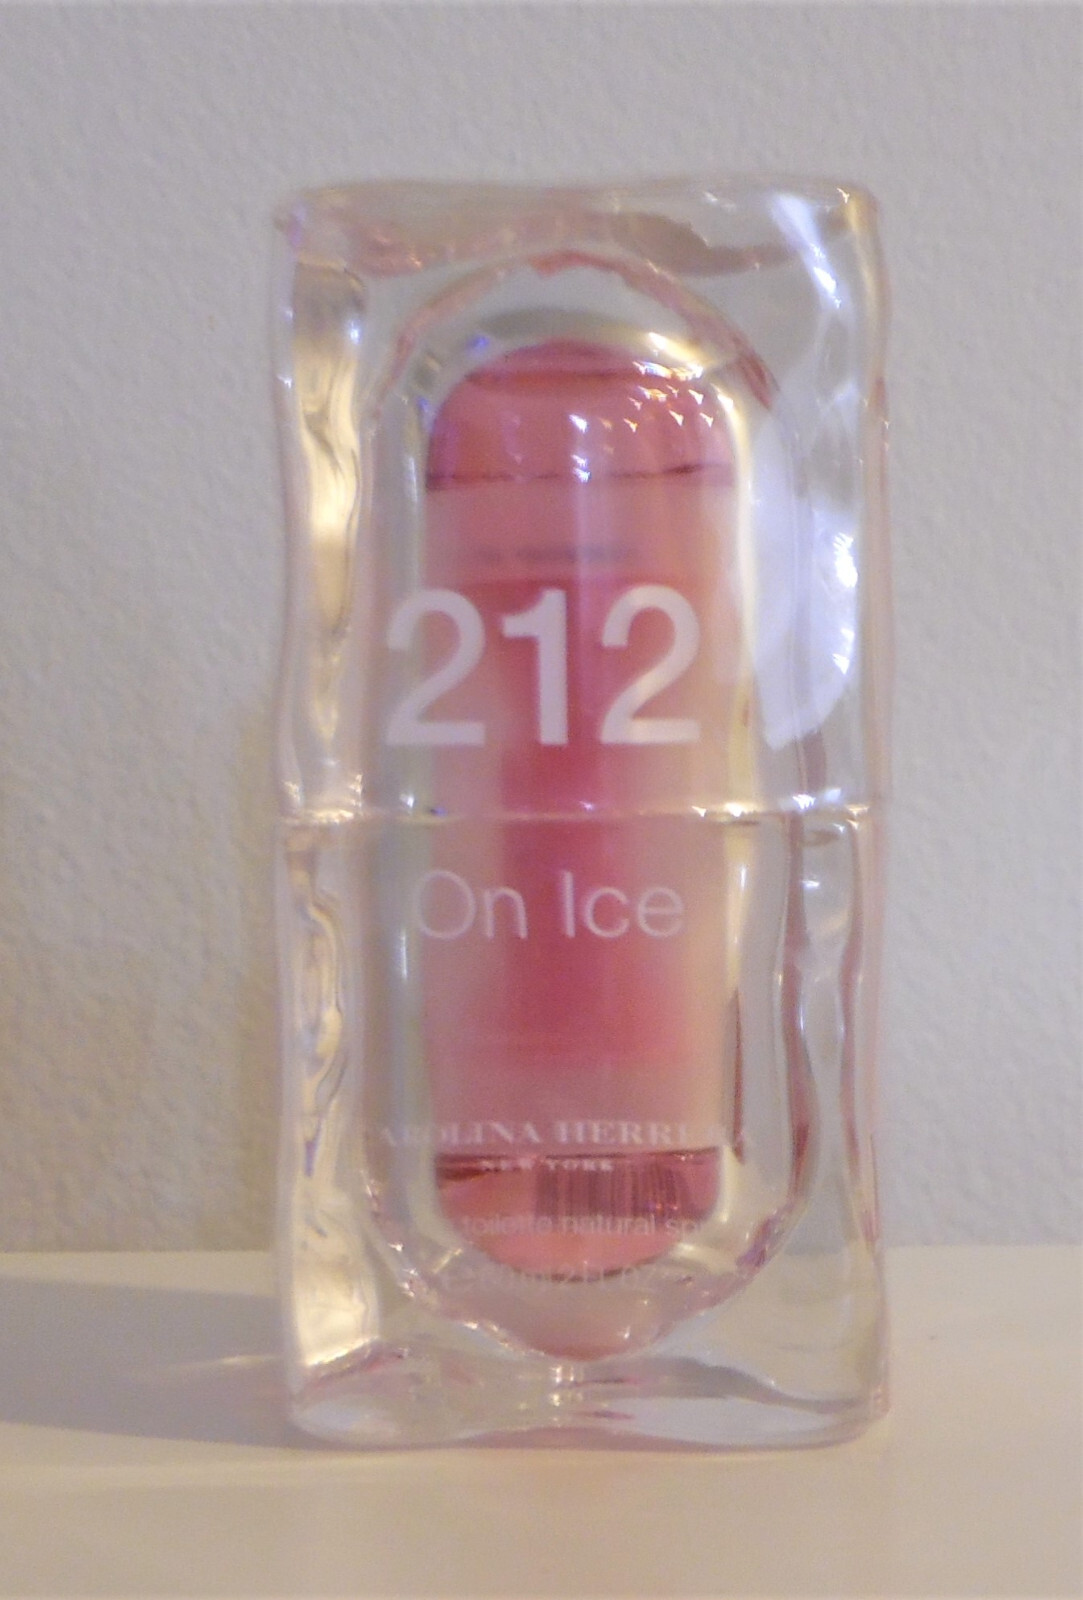 212
On Ice
CAROLINA HERRERA
NEW YORK
toilette natural